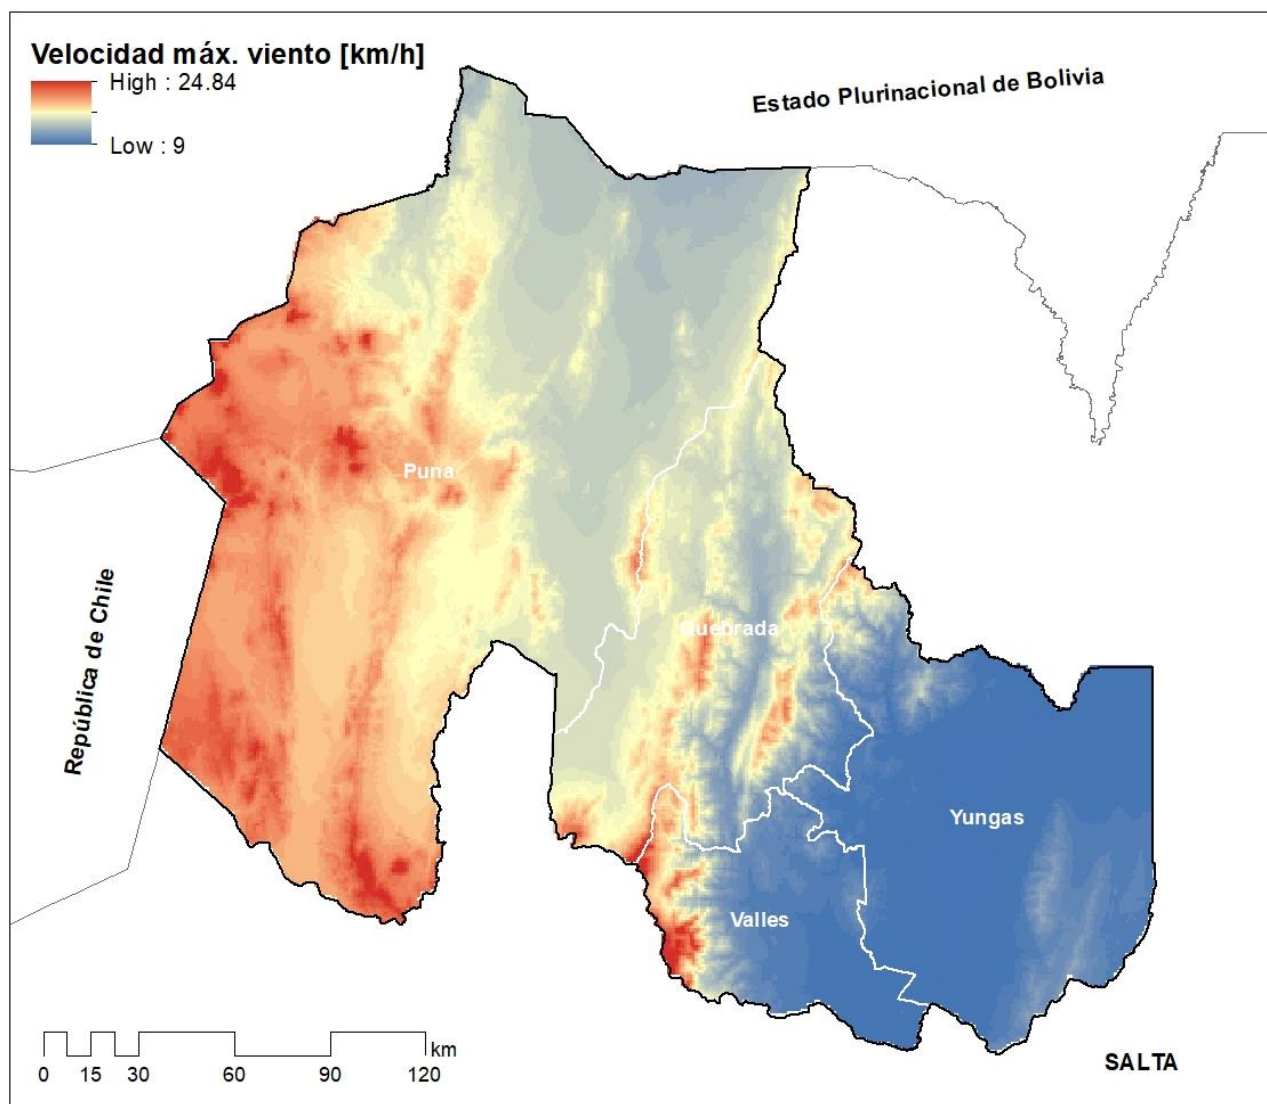 Velocidad máx. viento [km/h]
High : 24.84
Low : 9
Estado Plurinacional de Bolivia
Puna
República de Chile
Quebrada
Yungas
Valles
km
0 15 30 60 90 120
SALTA